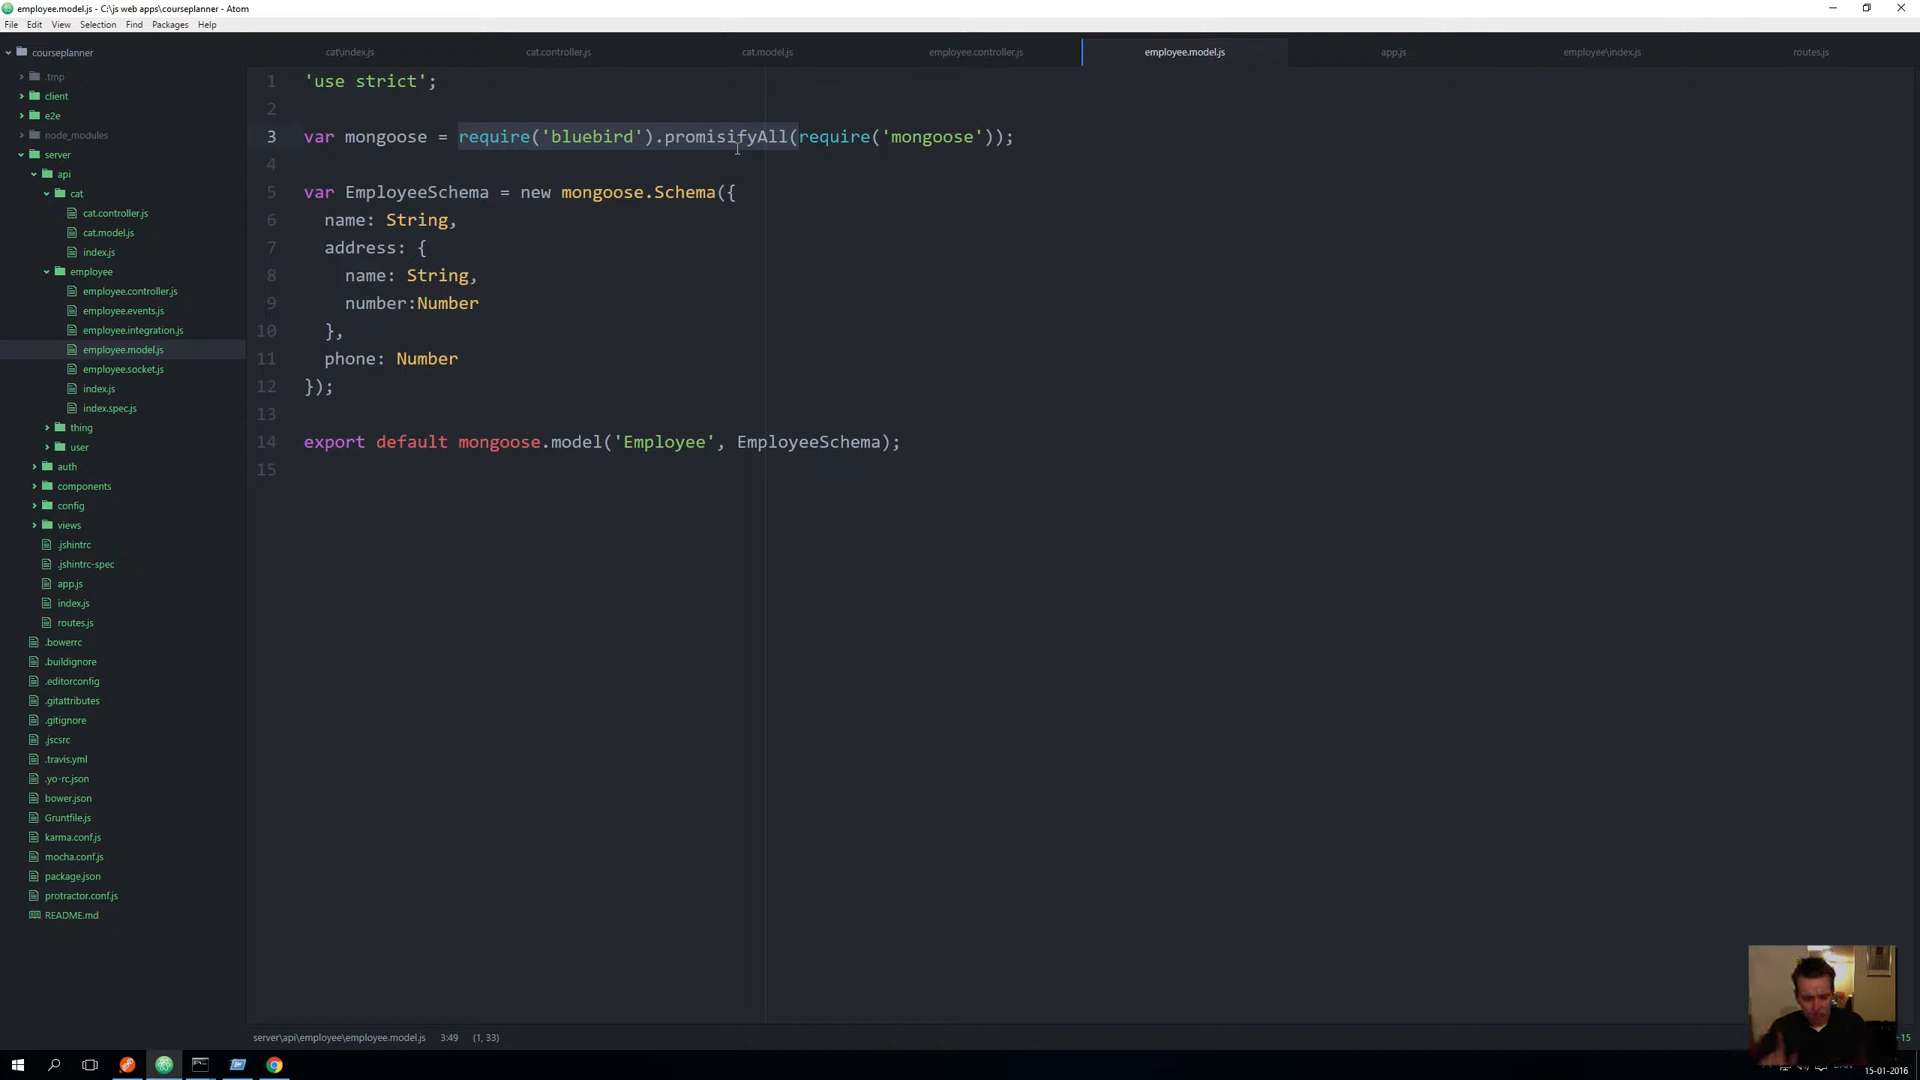 employee.model.js - C:\js web apps\courseplanner - Atom
File Edit View Selection Find Packages Help
courseplanner
.tmp
client
e2e
node_modules
server
api
cat
cat.controller.js
cat.model.js
index.js
employee
employee.controller.js
employee.events.js
employee.integration.js
employee.model.js
employee.socket.js
index.js
index.spec.js
thing
user
auth
components
config
views
.jshintrc
.jshintrc-spec
app.js
index.js
routes.js
.bowerrc
.buildignore
.editorconfig
.gitattributes
.gitignore
.jscsrc
.travis.yml
.yo-rc.json
bower.json
Gruntfile.js
karma.conf.js
mocha.conf.js
package.json
protractor.conf.js
README.md
cat\index.js cat.controller.js cat.model.js employee.controller.js employee.model.js app.js employee\index.js routes.js
1 'use strict';
2
3 var mongoose = require('bluebird').promisifyAll(require('mongoose'));
4
5 var EmployeeSchema = new mongoose.Schema({
6 name: String,
7 address: {
8 name: String,
9 number:Number
10 },
11 phone: Number
12 });
13
14 export default mongoose.model('Employee', EmployeeSchema);
15
server\api\employee\employee.model.js 3:49 (1, 33)
15-01-2016